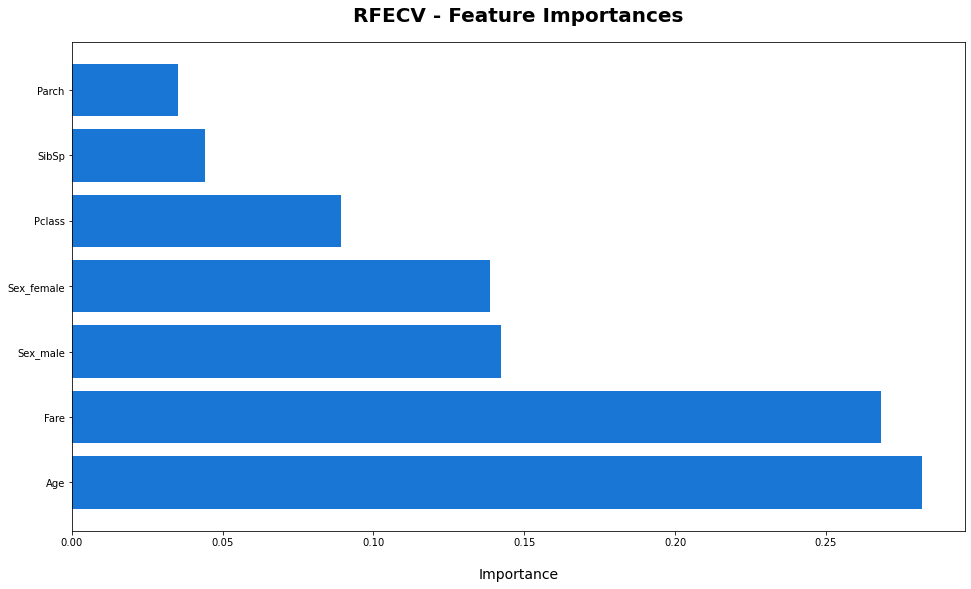 RFECV - Feature Importances
Parch
SibSp
Pclass
Sex_female
Sex_male
Fare
Age
0.00 0.05 0.10 0.15 0.20 0.25
Importance